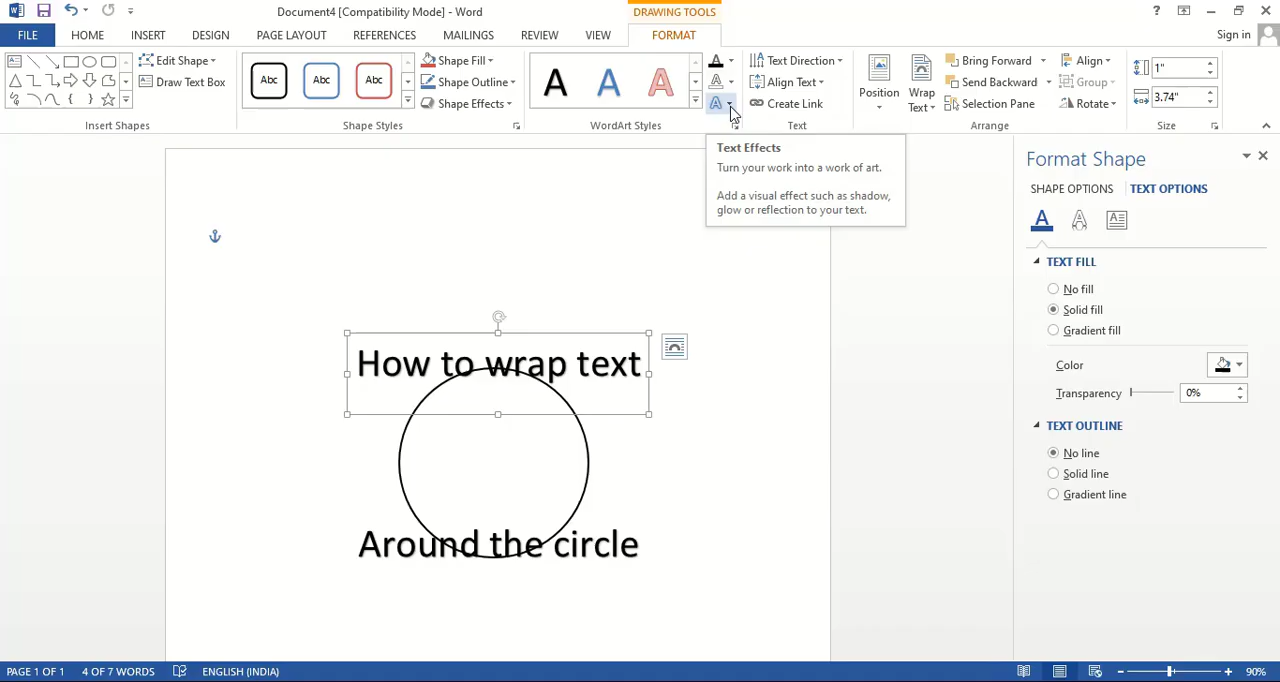 Document4 [Compatibility Mode] - Word
DRAWING TOOLS
?
FILE
HOME
INSERT
DESIGN
PAGE LAYOUT
REFERENCES
MAILINGS
REVIEW
VIEW
FORMAT
Sign in
Edit Shape
Draw Text Box
Insert Shapes
Abc
Abc
Abc
Shape Fill
Shape Outline
Shape Effects
Shape Styles
A
A
A
WordArt Styles
Text Direction
Align Text
Create Link
Text
Position
Wrap
Text
Bring Forward
Send Backward
Selection Pane
Align
Group
Rotate
Arrange
1"
3.74"
Size
Text Effects
Turn your work into a work of art.
Add a visual effect such as shadow,
glow or reflection to your text.
How to wrap text
Around the circle
Format Shape
SHAPE OPTIONS
TEXT OPTIONS
TEXT FILL
No fill
Solid fill
Gradient fill
Color
Transparency
0%
TEXT OUTLINE
No line
Solid line
Gradient line
PAGE 1 OF 1
4 OF 7 WORDS
ENGLISH (INDIA)
90%